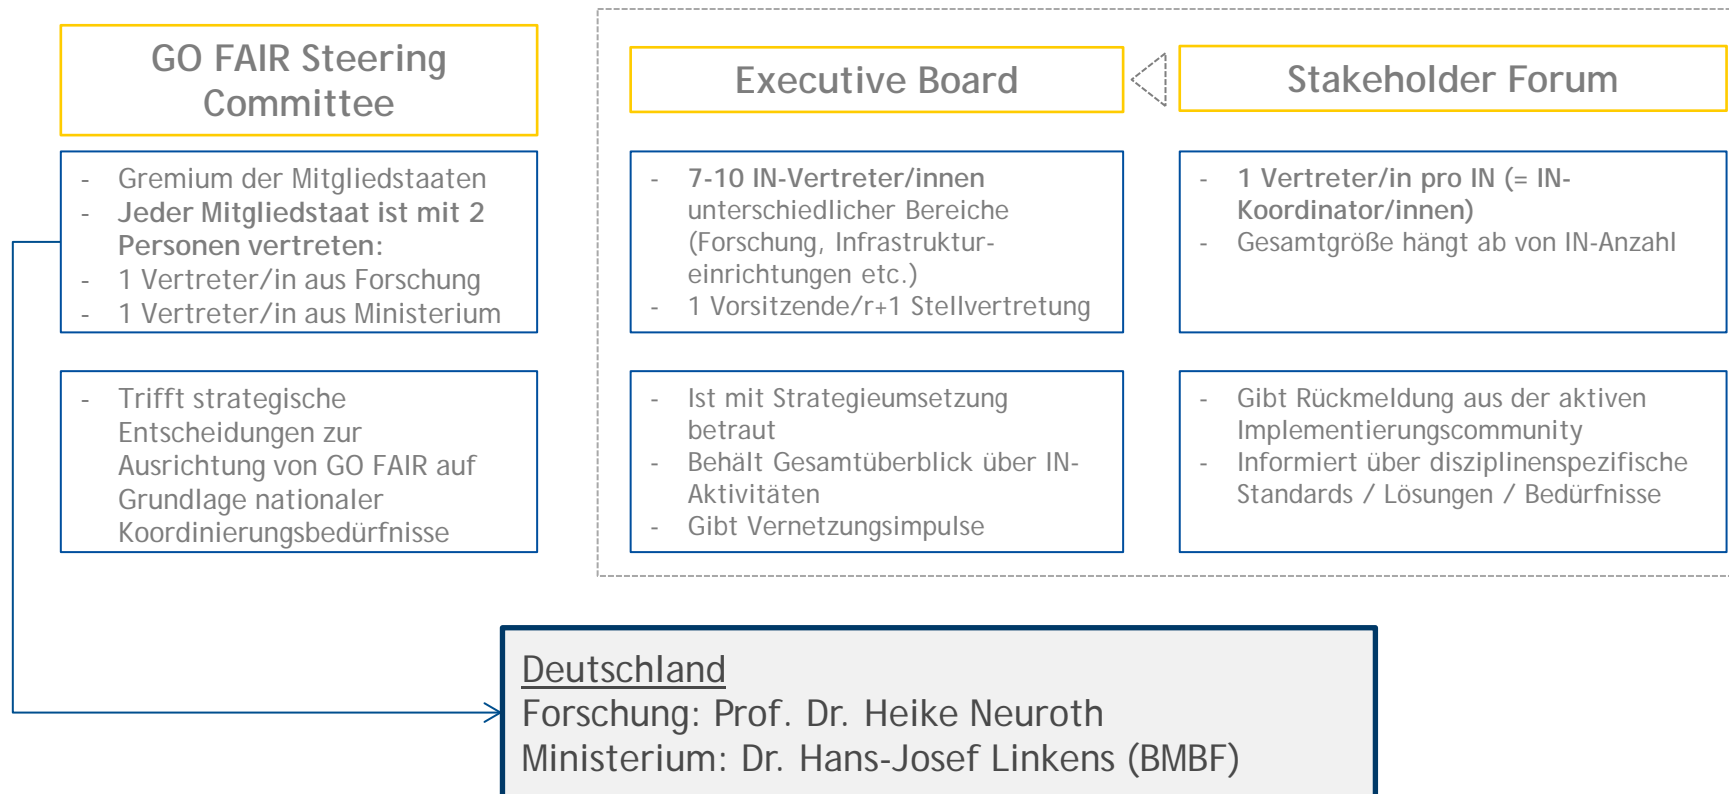 GO FAIR Steering
Committee
- Gremium der Mitgliedstaaten
- Jeder Mitgliedstaat ist mit 2
Personen vertreten:
- 1 Vertreter/in aus Forschung
- 1 Vertreter/in aus Ministerium
- Trifft strategische
Entscheidungen zur
Ausrichtung von GO FAIR auf
Grundlage nationaler
Koordinierungsbedürfnisse
Executive Board
- 7-10 IN-Vertreter/innen
unterschiedlicher Bereiche
(Forschung, Infrastruktur-
einrichtungen etc.)
- 1 Vorsitzende/r+1 Stellvertretung
- Ist mit Strategieumsetzung
betraut
- Behält Gesamtüberblick über IN-
Aktivitäten
- Gibt Vernetzungsimpulse
Stakeholder Forum
- 1 Vertreter/in pro IN (= IN-
Koordinator/innen)
- Gesamtgröße hängt ab von IN-Anzahl
- Gibt Rückmeldung aus der aktiven
Implementierungscommunity
- Informiert über disziplinenspezifische
Standards / Lösungen / Bedürfnisse
Deutschland
Forschung: Prof. Dr. Heike Neuroth
Ministerium: Dr. Hans-Josef Linkens (BMBF)